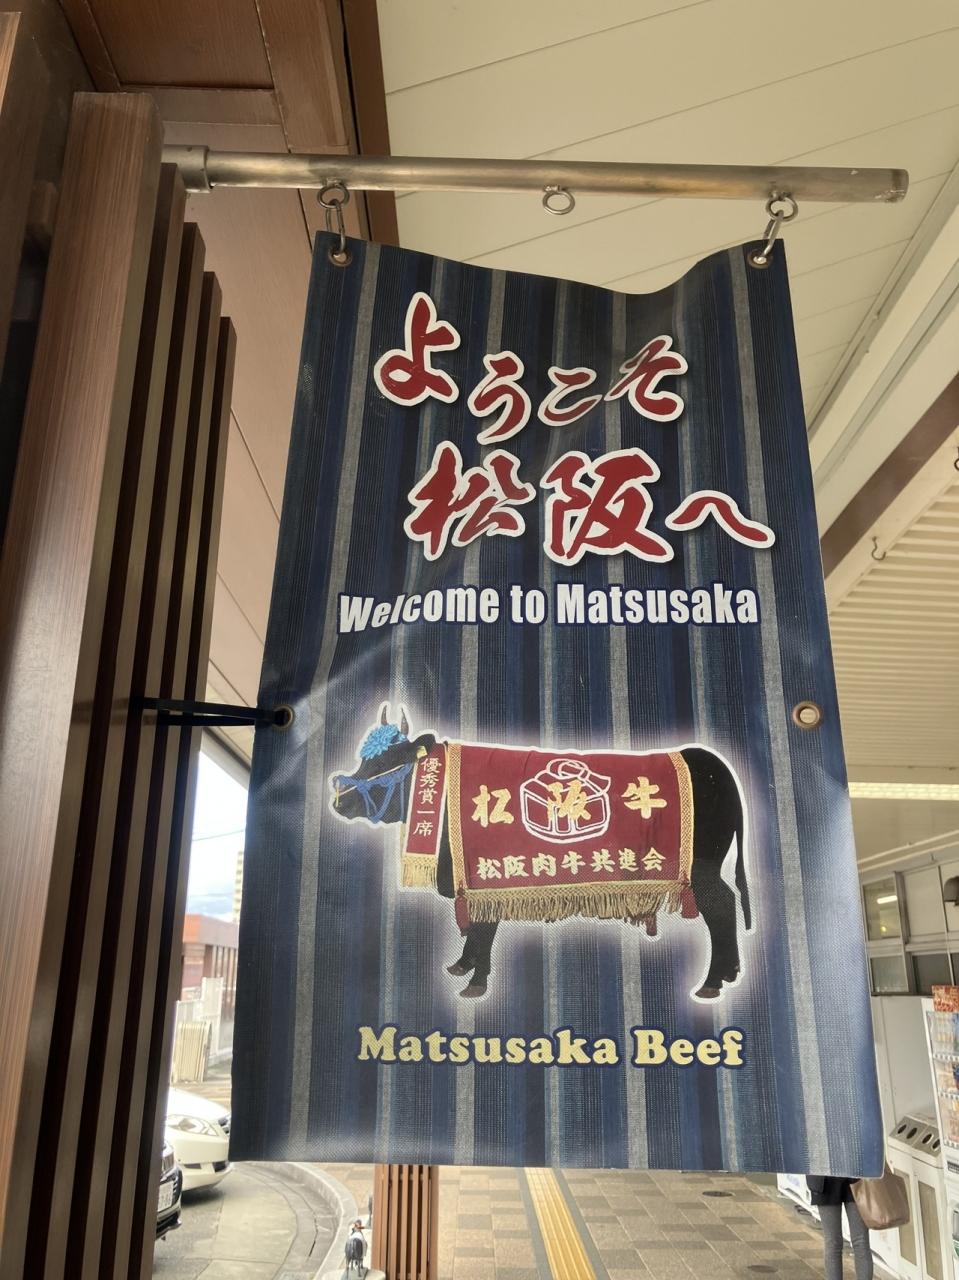 ようこそ
松阪へ
Welcome to Matsusaka
優秀賞一席
松阪牛
松阪肉牛共進会
Matsusaka Beef